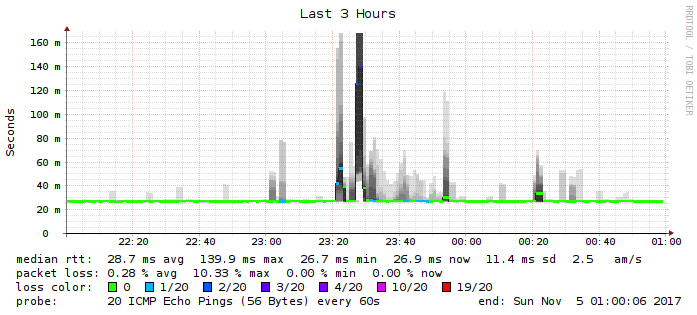 Last 3 Hours
RRDTOOL / TOBI OETIKER
Seconds
160 m
140 m
120 m
100 m
80 m
60 m
40 m
20 m
0
22:20 22:40 23:00 23:20 23:40 00:00 00:20 00:40 01:00
median rtt: 28.7 ms avg 139.9 ms max 26.7 ms min 26.9 ms now 11.4 ms sd 2.5 am/s
packet loss: 0.28 % avg 10.33 % max 0.00 % min 0.00 % now
loss color: 0 1/20 2/20 3/20 4/20 10/20 19/20
probe: 20 ICMP Echo Pings (56 Bytes) every 60s end: Sun Nov 5 01:00:06 2017